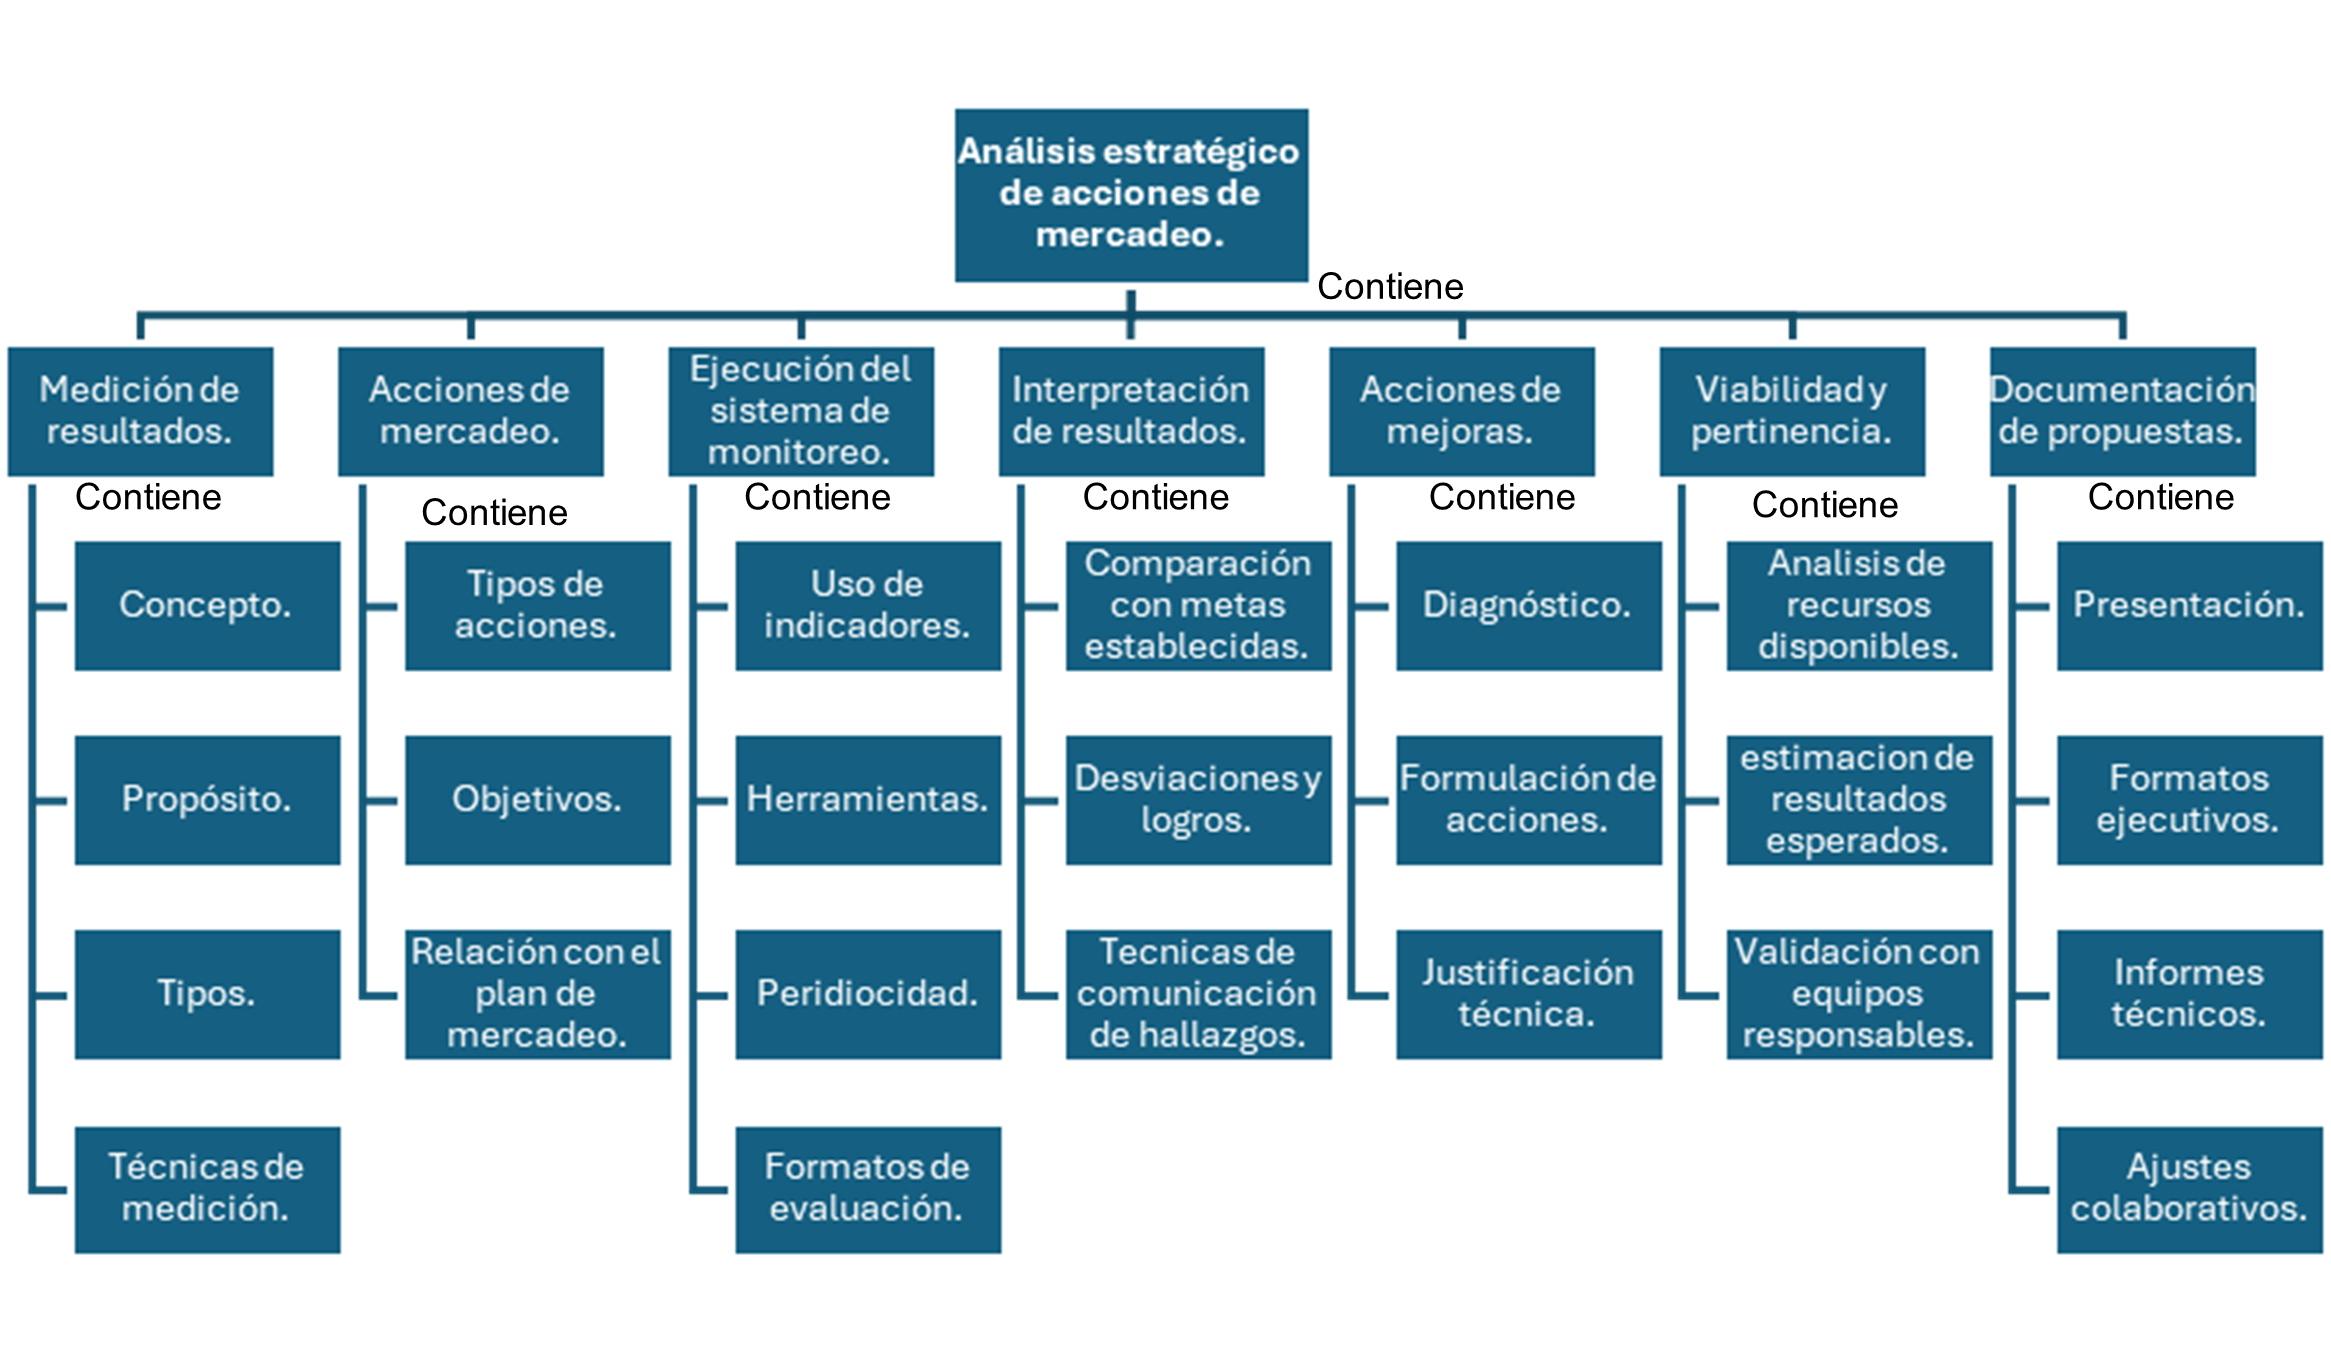 Análisis estratégico
de acciones de
mercadeo.
Contiene
Medición de
resultados.
Contiene
Concepto.
Propósito.
Tipos.
Técnicas de
medición.
Acciones de
mercadeo.
Contiene
Tipos de
acciones.
Objetivos.
Relación con el
plan de
mercadeo.
Ejecución del
sistema de
monitoreo.
Contiene
Uso de
indicadores.
Herramientas.
Peridiocidad.
Formatos de
evaluación.
Interpretación
de resultados.
Contiene
Comparación
con metas
establecidas.
Desviaciones y
logros.
Tecnicas de
comunicación
de hallazgos.
Acciones de
mejoras.
Contiene
Diagnóstico.
Formulación de
acciones.
Justificación
técnica.
Viabilidad y
pertinencia.
Contiene
Analisis de
recursos
disponibles.
estimacion de
resultados
esperados.
Validación con
equipos
responsables.
Documentación
de propuestas.
Contiene
Presentación.
Formatos
ejecutivos.
Informes
técnicos.
Ajustes
colaborativos.